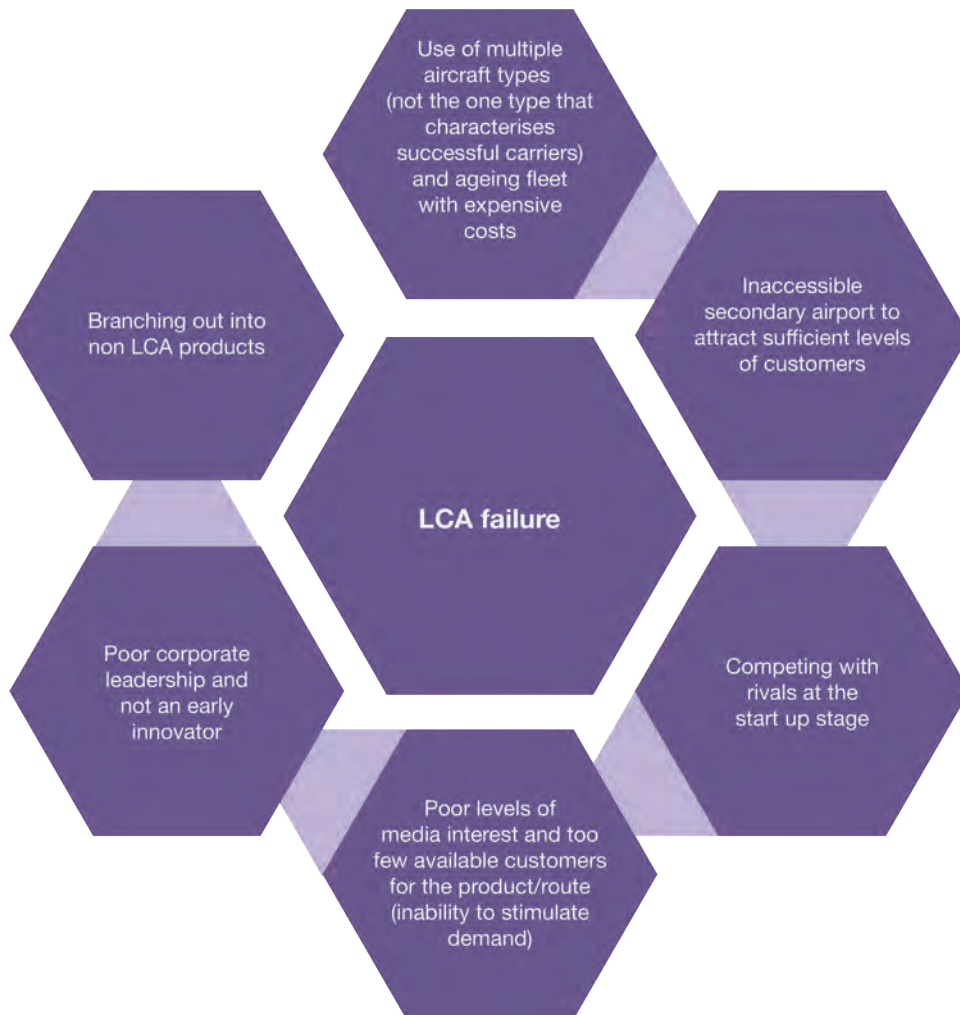 Use of multiple
aircraft types
(not the one type that
characterises
successful carriers)
and ageing fleet
with expensive
costs
Inaccessible
secondary airport to
attract sufficient levels
of customers
Competing with
rivals at the
start up stage
Poor levels of
media interest and too
few available customers
for the product/route
(inability to stimulate
demand)
Poor corporate
leadership and
not an early
innovator
Branching out into
non LCA products
LCA failure